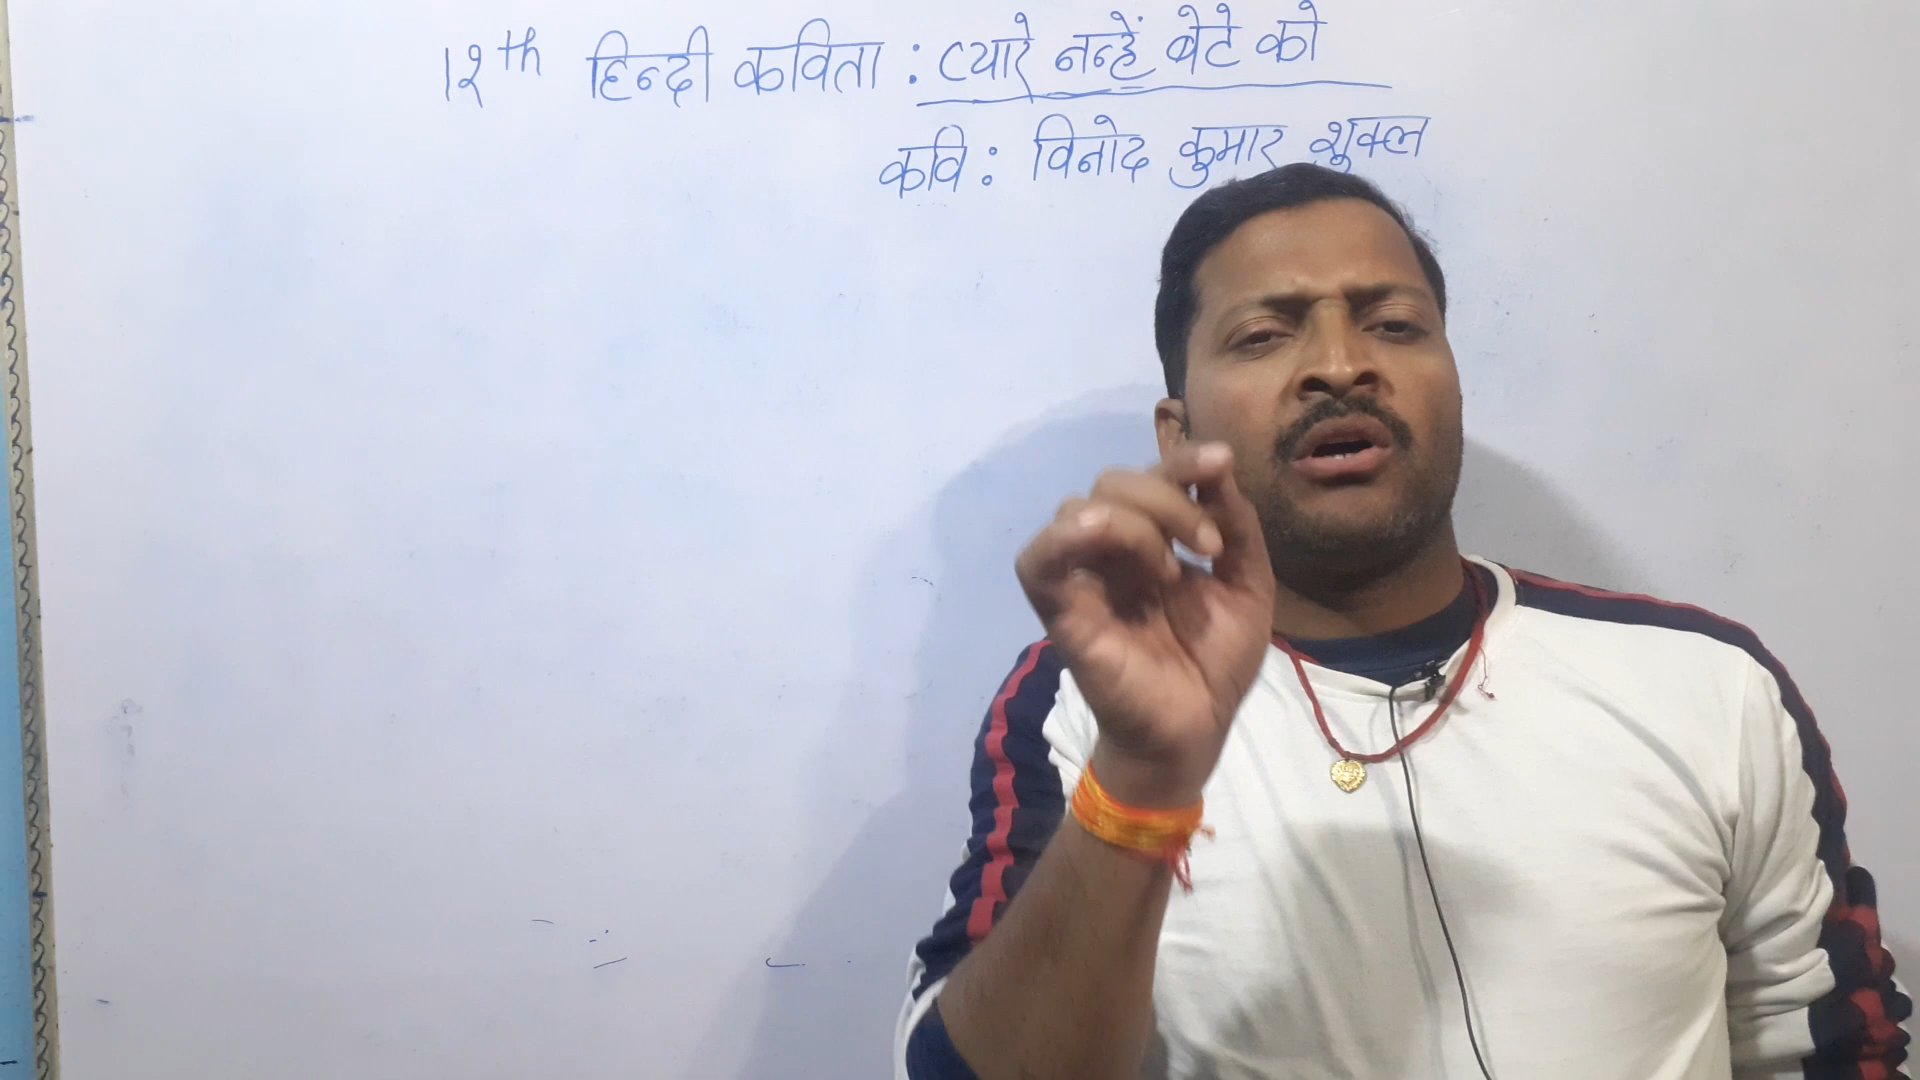 12th हिन्दी कविता : प्यारे नन्हें बेटे को
कवि : विनोद कुमार शुक्ल